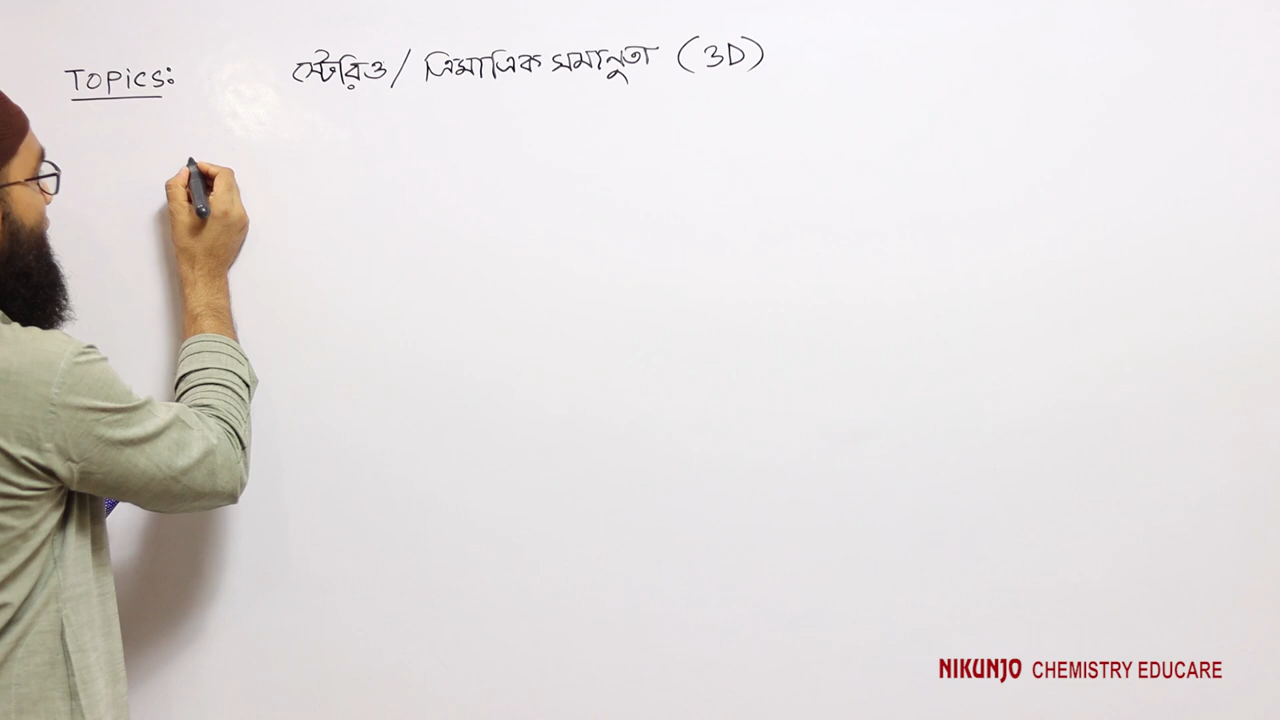 Topics: স্টেরিও / ত্রিমাত্রিক সমানুতা (3D)
NIKUNJO CHEMISTRY EDUCARE